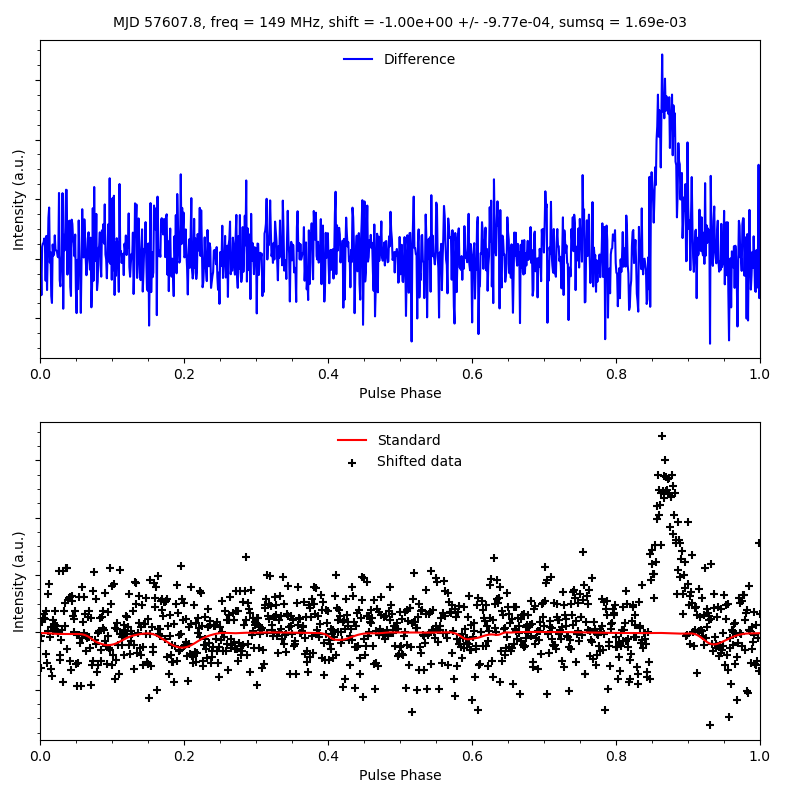 MJD 57607.8, freq = 149 MHz, shift = -1.00e+00 +/- -9.77e-04, sumsq = 1.69e-03
Difference
Intensity (a.u.)
0.0 0.2 0.4 0.6 0.8 1.0
Pulse Phase
Standard
Shifted data
Intensity (a.u.)
0.0 0.2 0.4 0.6 0.8 1.0
Pulse Phase